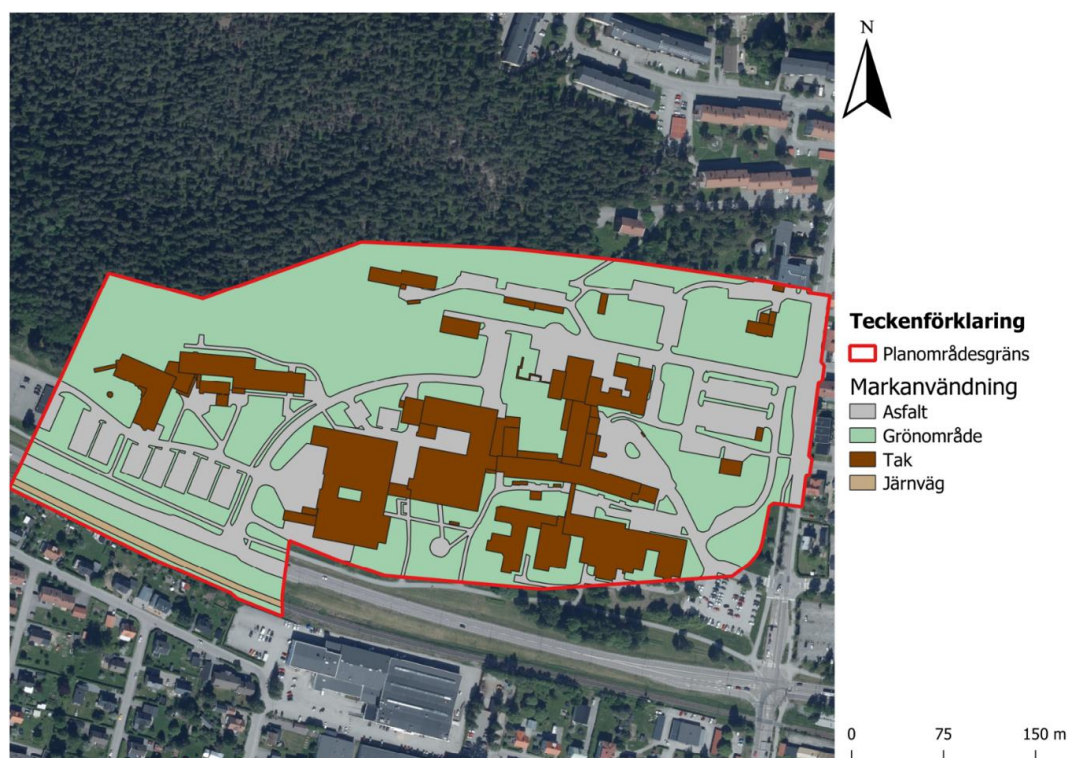 N
Teckenförklaring
Planområdesgräns
Markanvändning
Asfalt
Grönområde
Tak
Järnväg
0 75 150 m